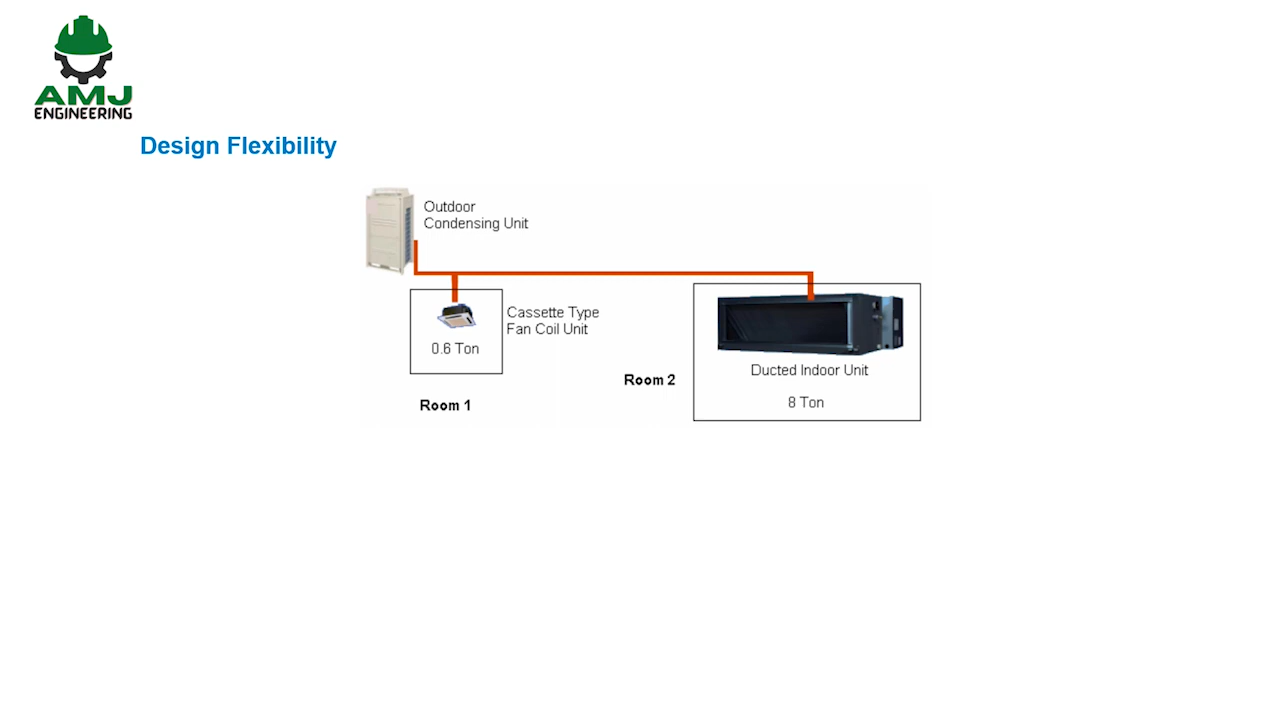 AMJ
ENGINEERING
Design Flexibility
Outdoor
Condensing Unit
Cassette Type
Fan Coil Unit
0.6 Ton
Room 1
Room 2
Ducted Indoor Unit
8 Ton